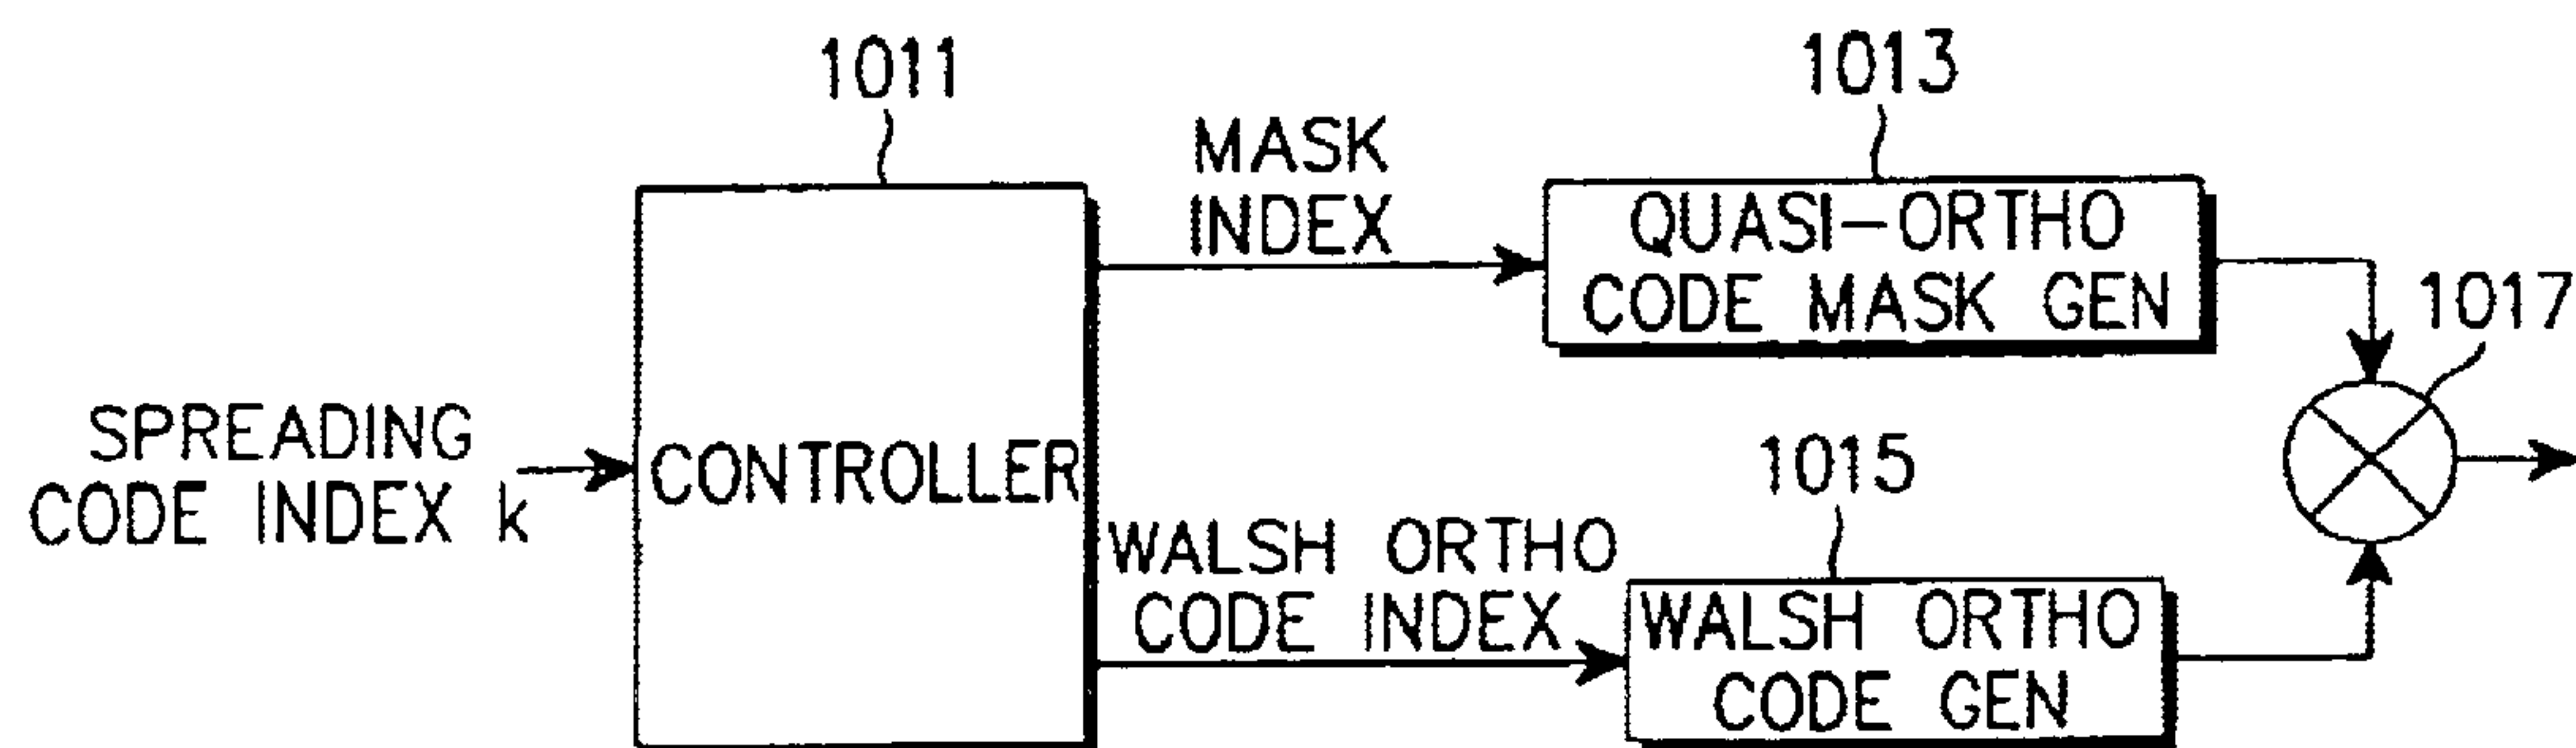 1011
1013
MASK
INDEX
QUASI-ORTHO
CODE MASK GEN
1017
SPREADING
CODE INDEX k
CONTROLLER
1015
WALSH ORTHO
CODE INDEX
WALSH ORTHO
CODE GEN